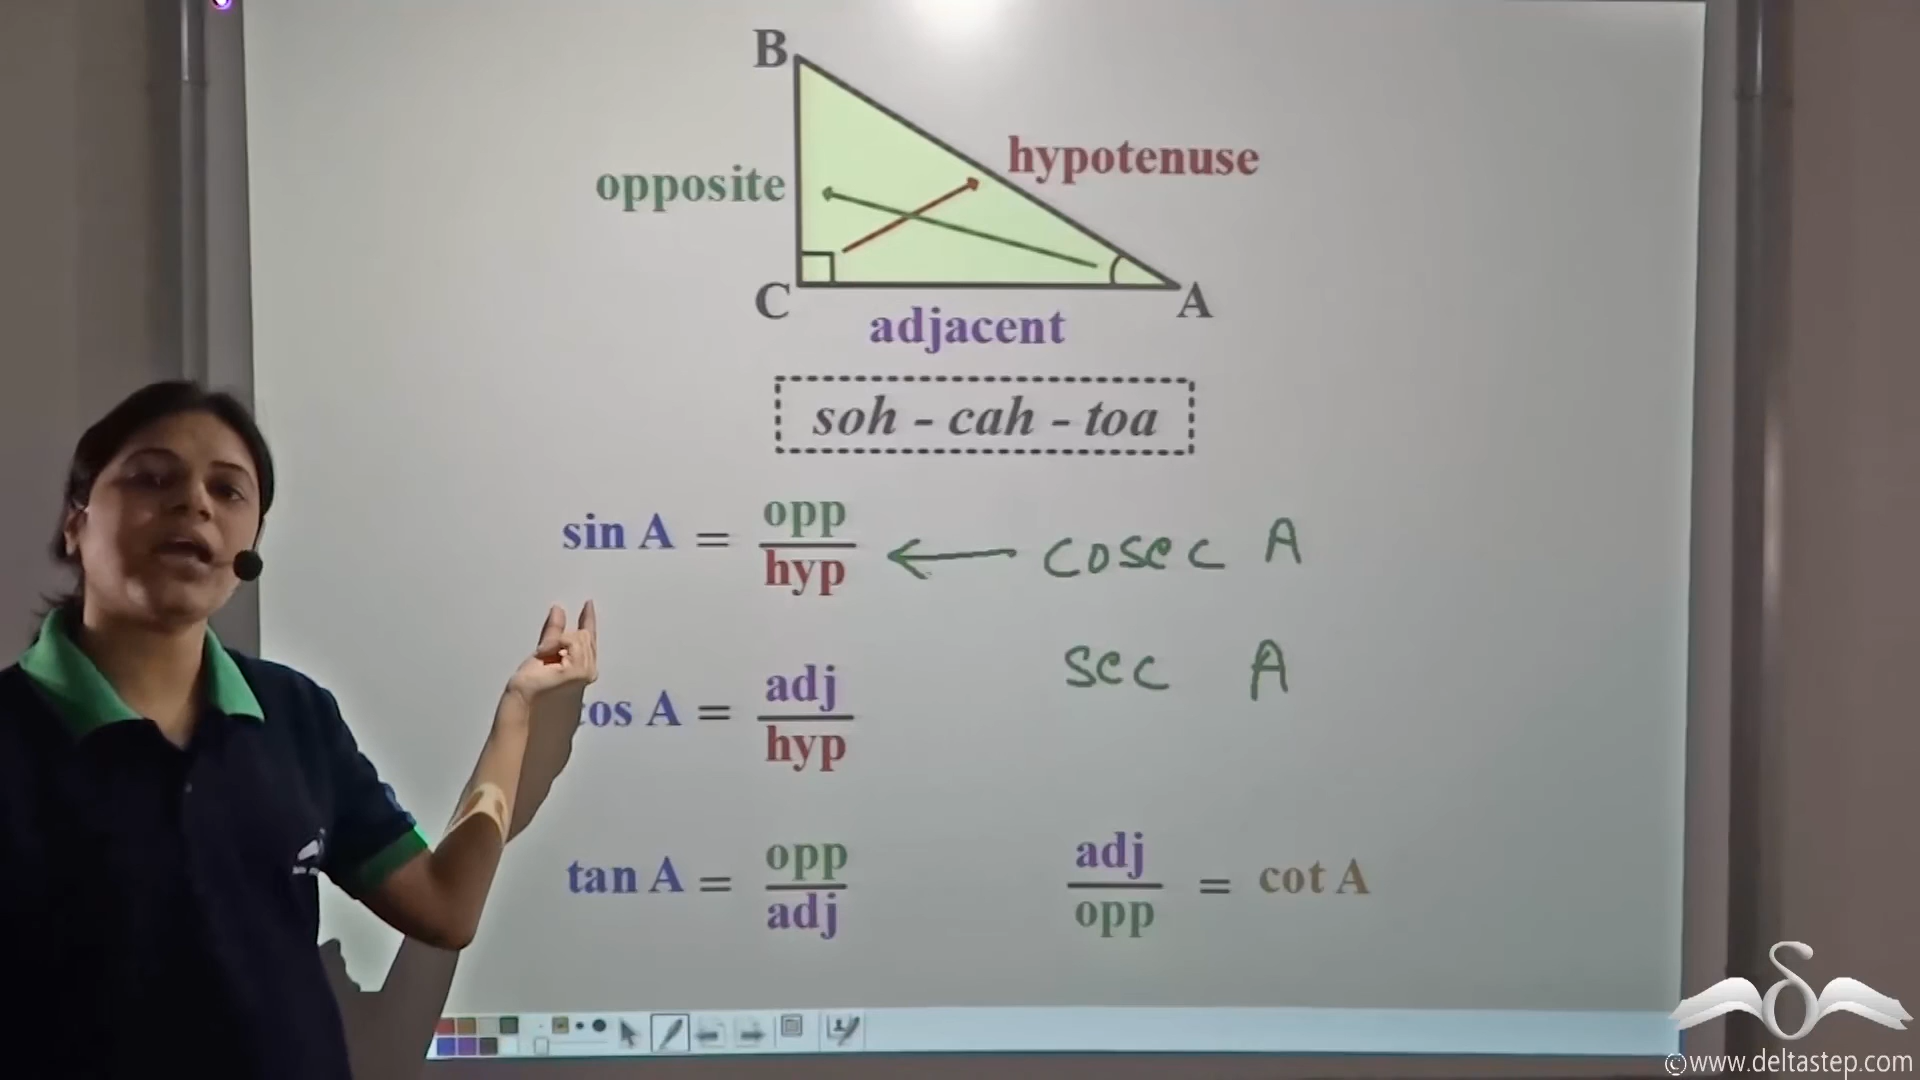 B
opposite
hypotenuse
C
A
adjacent
soh - cah - toa
sin A = opp
hyp
cosec A
cos A = adj
hyp
sec A
tan A = opp
adj
adj
opp = cot A
©www.deltastep.com